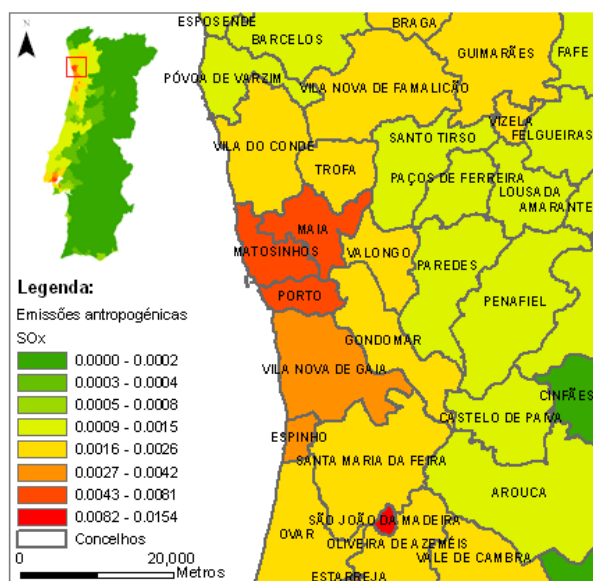 N
ESPOSENDE
BRAGA
BARCELOS
GUIMARÃES
FAFE
PÓVOA DE VARZIM
VILA NOVA DE FAMALICÃO
VIZELA
SANTO TIRSO
FELGUEIRAS
VILA DO CONDE
TROFA
PAÇOS DE FERREIRA
LOUSADA
AMARANTE
MAIA
MATOSINHOS
VALONGO
PAREDES
PORTO
PENAFIEL
GONDOMAR
VILA NOVA DE GAIA
CINFÃES
CASTELO DE PAIVA
ESPINHO
SANTA MARIA DA FEIRA
AROUCA
SÃO JOÃO DA MADEIRA
OVAR
OLIVEIRA DE AZEMÉIS
VALE DE CAMBRA
ESTARREJA
Legenda:
Emissões antropogénicas
SOx
0.0000 - 0.0002
0.0003 - 0.0004
0.0005 - 0.0008
0.0009 - 0.0015
0.0016 - 0.0026
0.0027 - 0.0042
0.0043 - 0.0081
0.0082 - 0.0154
Concelhos
0 20,000
Metros